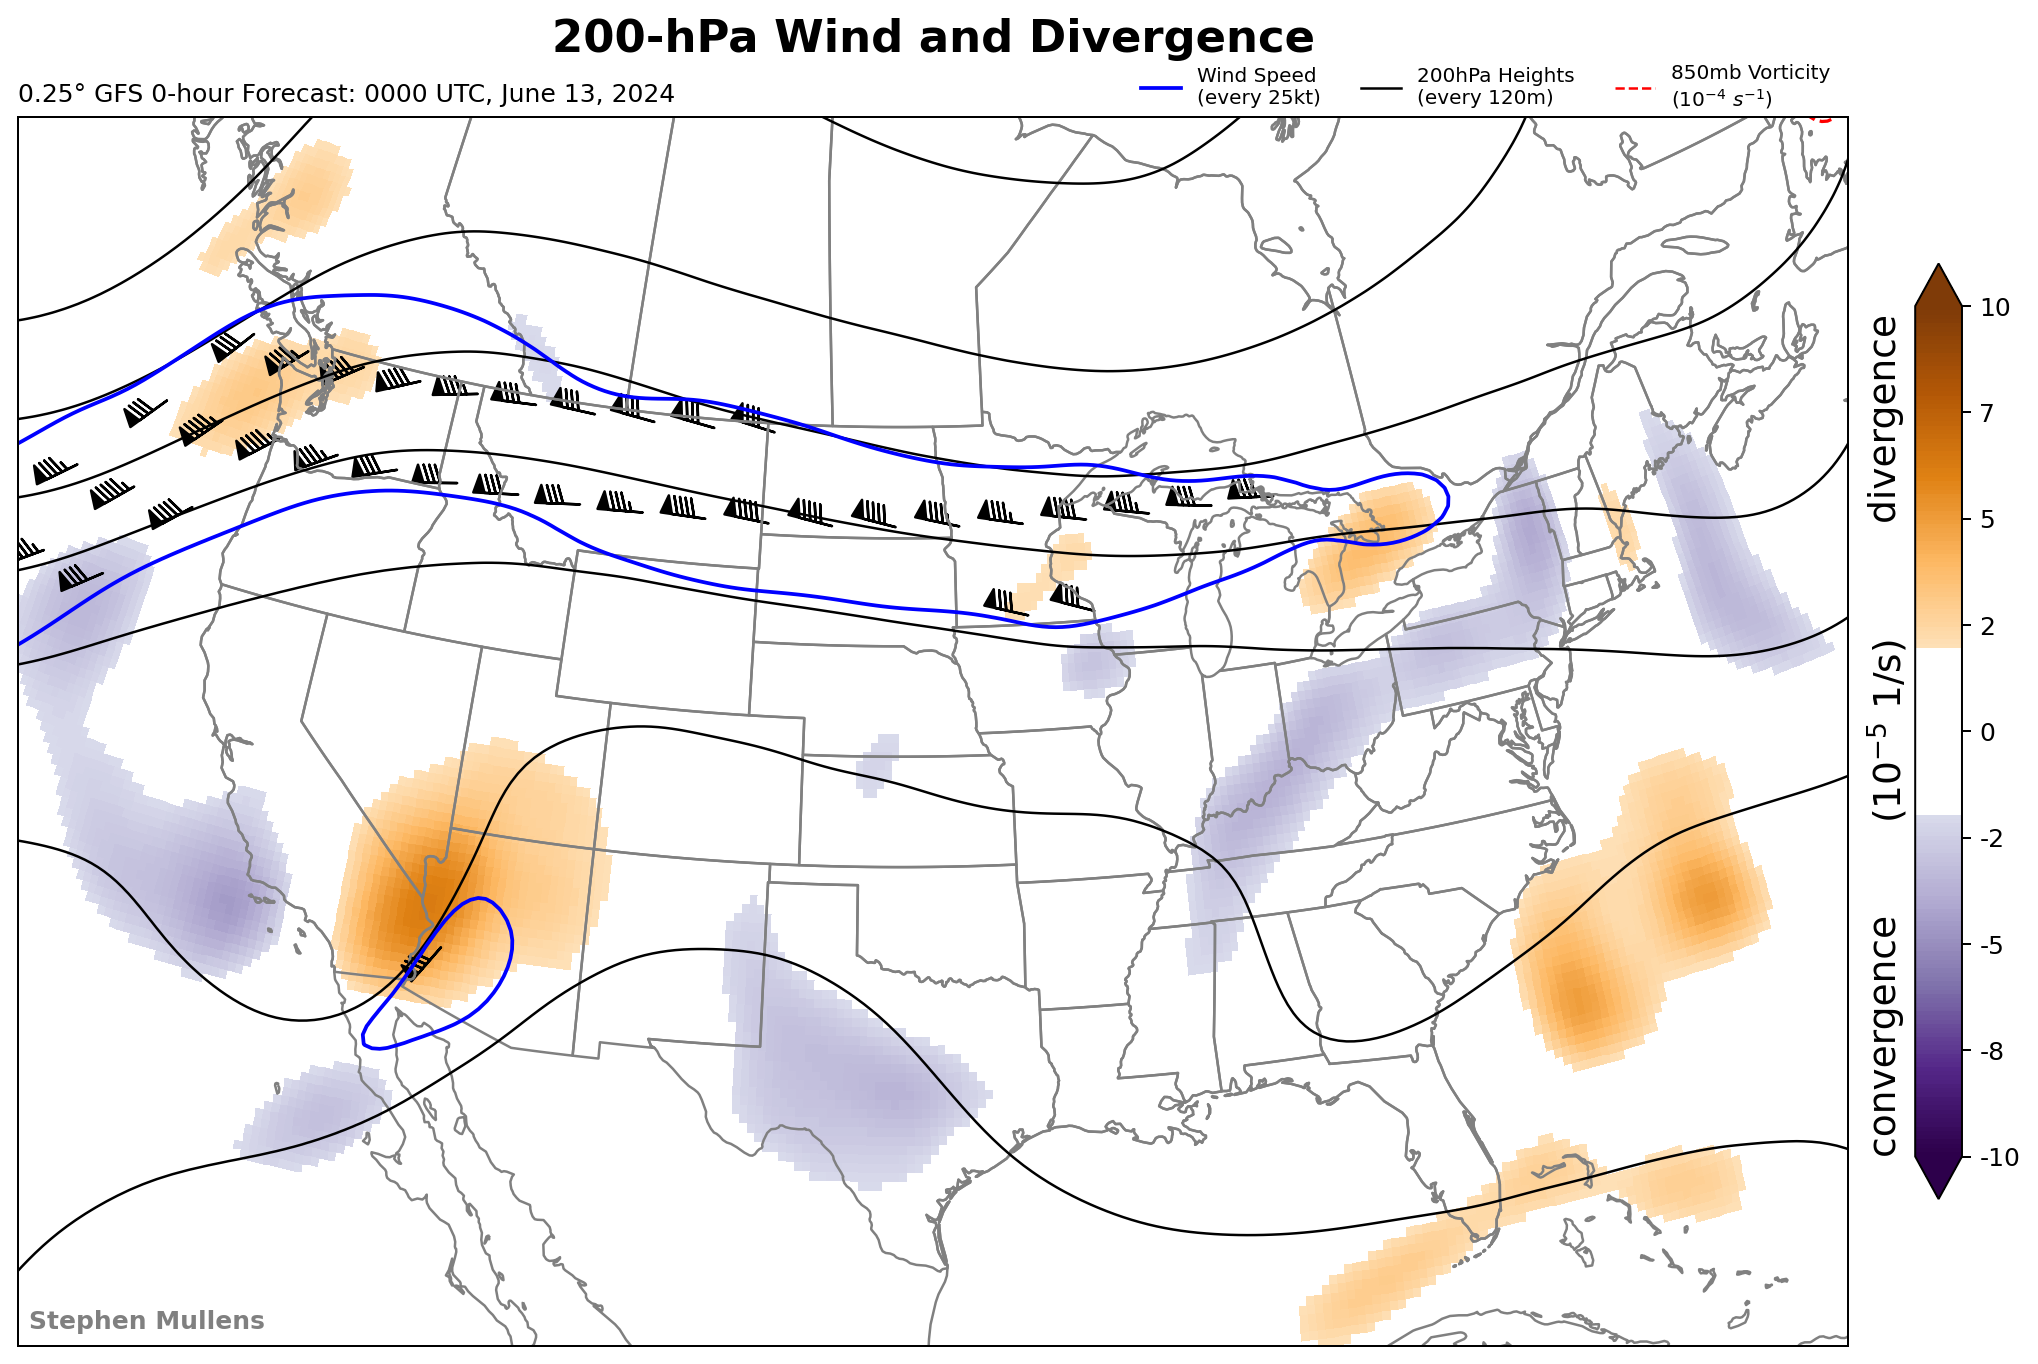 200-hPa Wind and Divergence
0.25° GFS 0-hour Forecast: 0000 UTC, June 13, 2024
Wind Speed
(every 25kt)
200hPa Heights
(every 120m)
850mb Vorticity
(10⁻⁴ s⁻¹)
10
7
5
2
0
-2
-5
-8
-10
convergence (10⁻⁵ 1/s) divergence
Stephen Mullens